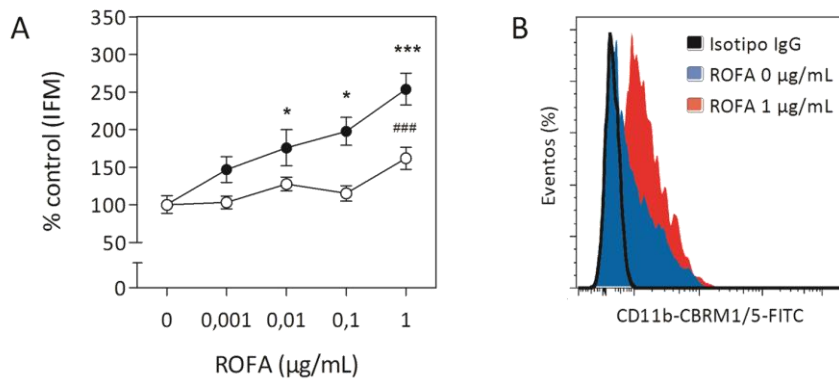 A
% control (IFM)
350
300
250
200
150
100
50
0
*
*
***
###
0 0,001 0,01 0,1 1
ROFA (µg/mL)
B
Isotipo IgG
ROFA 0 µg/mL
ROFA 1 µg/mL
Eventos (%)
CD11b-CBRM1/5-FITC